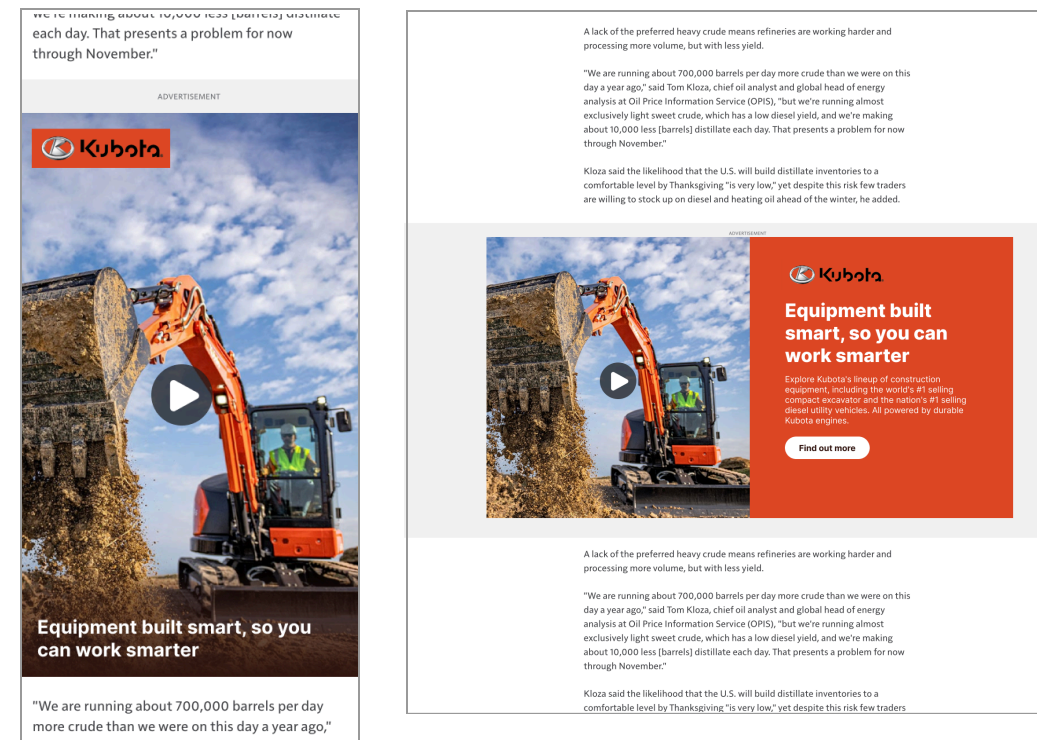 we're making about 10,000 less [barrels] distillate
each day. That presents a problem for now
through November."
ADVERTISEMENT
Kubota
Equipment built smart, so you
can work smarter
"We are running about 700,000 barrels per day
more crude than we were on this day a year ago,"
A lack of the preferred heavy crude means refineries are working harder and
processing more volume, but with less yield.
"We are running about 700,000 barrels per day more crude than we were on this
day a year ago," said Tom Kloza, chief oil analyst and global head of energy
analysis at Oil Price Information Service (OPIS), "but we're running almost
exclusively light sweet crude, which has a low diesel yield, and we're making
about 10,000 less [barrels] distillate each day. That presents a problem for now
through November."
Kloza said the likelihood that the U.S. will build distillate inventories to a
comfortable level by Thanksgiving "is very low," yet despite this risk few traders
are willing to stock up on diesel and heating oil ahead of the winter, he added.
ADVERTISEMENT
Kubota
Equipment built
smart, so you can
work smarter
Explore Kubota's lineup of construction
equipment, including the world's #1 selling
compact excavator and the nation's #1 selling
diesel utility vehicles. All powered by durable
Kubota engines.
Find out more
A lack of the preferred heavy crude means refineries are working harder and
processing more volume, but with less yield.
"We are running about 700,000 barrels per day more crude than we were on this
day a year ago," said Tom Kloza, chief oil analyst and global head of energy
analysis at Oil Price Information Service (OPIS), "but we're running almost
exclusively light sweet crude, which has a low diesel yield, and we're making
about 10,000 less [barrels] distillate each day. That presents a problem for now
through November."
Kloza said the likelihood that the U.S. will build distillate inventories to a
comfortable level by Thanksgiving "is very low," yet despite this risk few traders